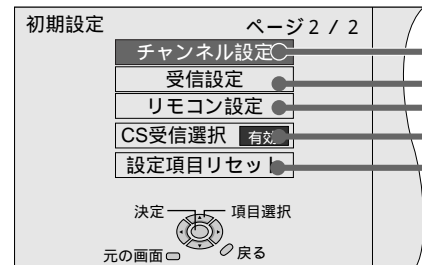 初期設定 ページ2 / 2
チャンネル設定
受信設定
リモコン設定
CS受信選択 有効
設定項目リセット
決定 項目選択
元の画面 戻る